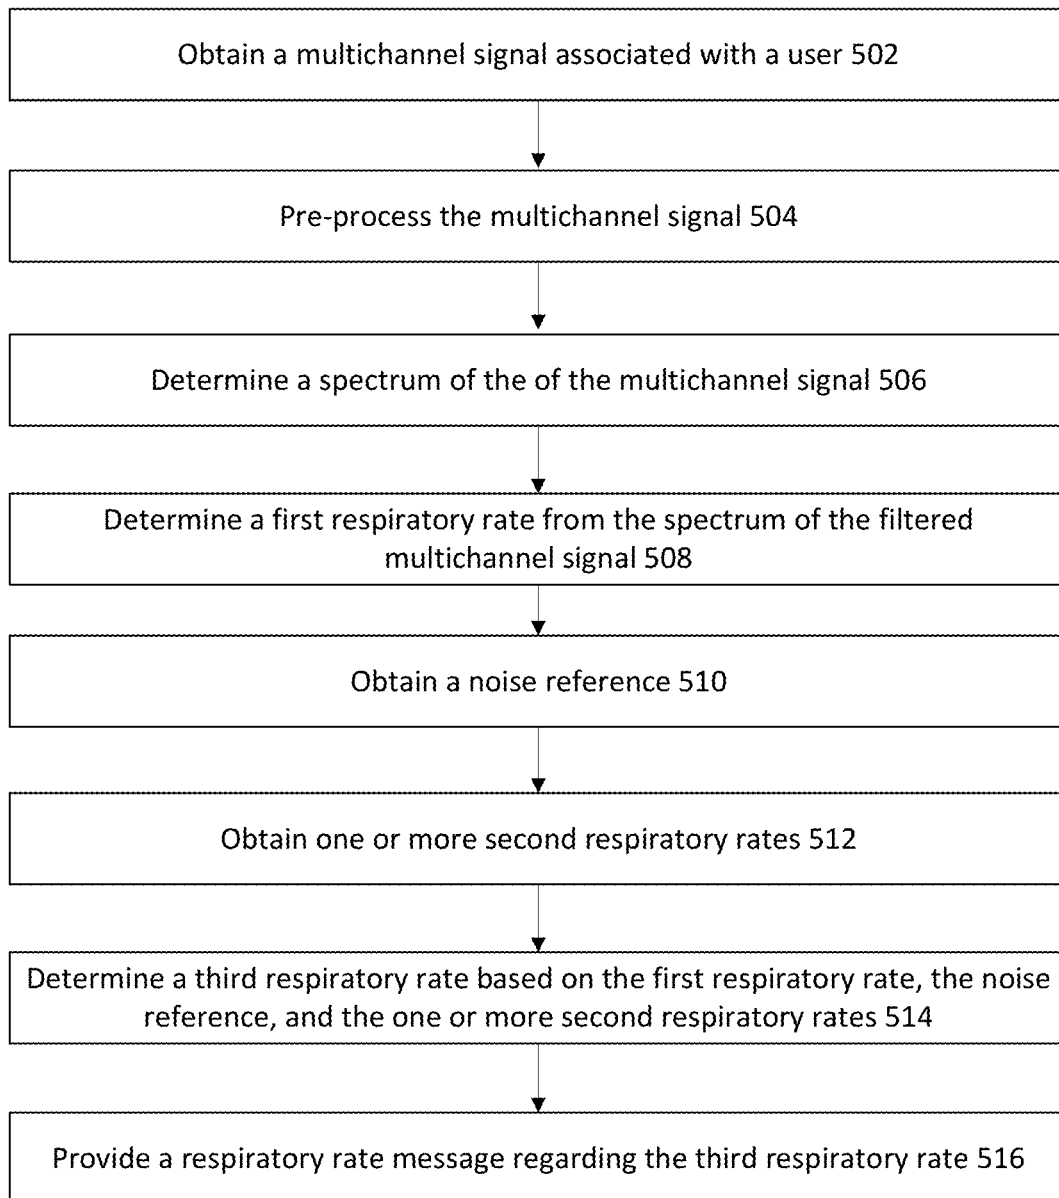 Obtain a multichannel signal associated with a user 502
Pre-process the multichannel signal 504
Determine a spectrum of the of the multichannel signal 506
Determine a first respiratory rate from the spectrum of the filtered
multichannel signal 508
Obtain a noise reference 510
Obtain one or more second respiratory rates 512
Determine a third respiratory rate based on the first respiratory rate, the noise
reference, and the one or more second respiratory rates 514
Provide a respiratory rate message regarding the third respiratory rate 516